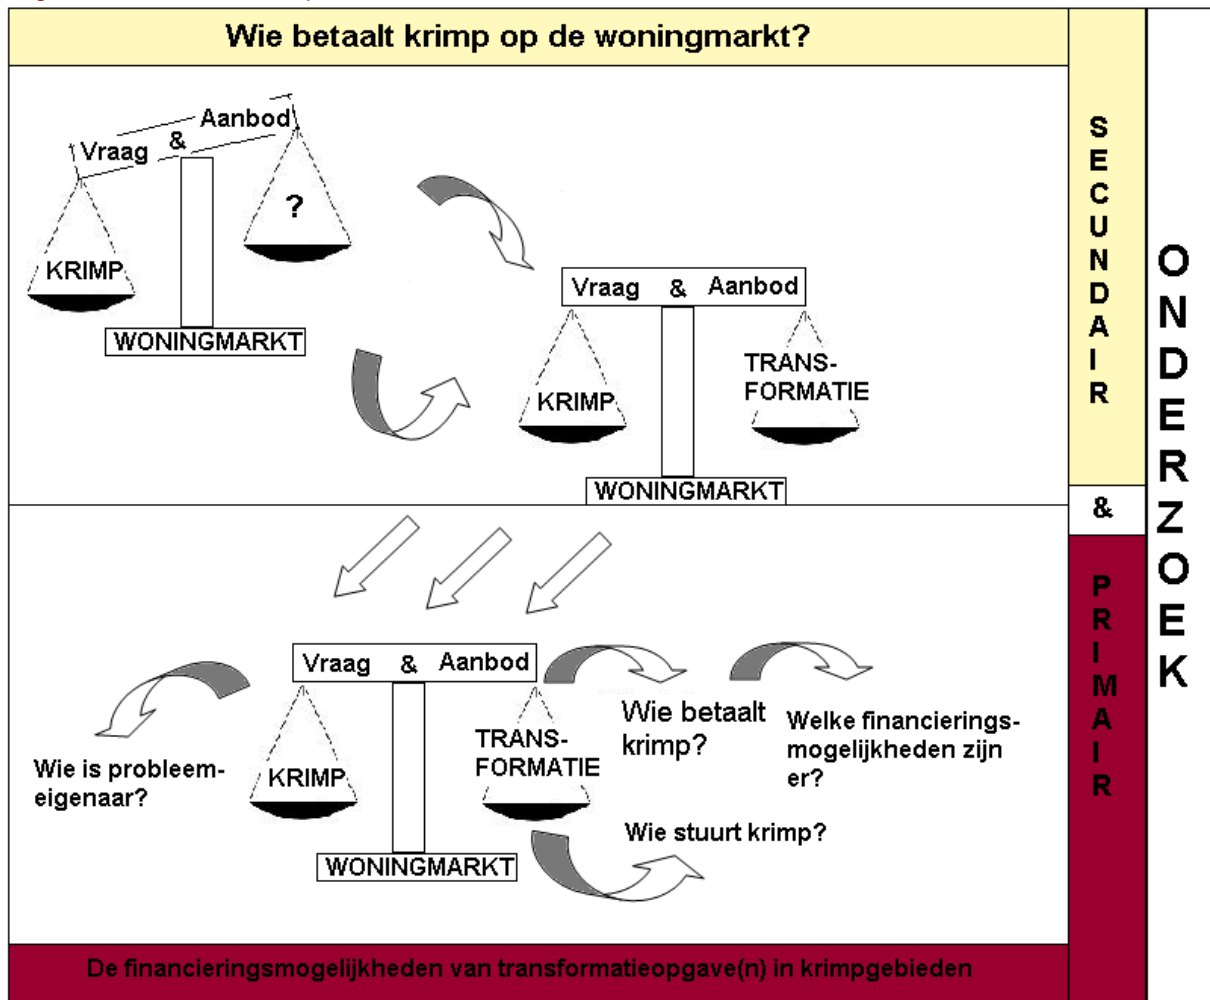 Wie betaalt krimp op de woningmarkt?
Vraag & Aanbod
?
KRIMP
WONINGMARKT
Vraag & Aanbod
TRANS-
FORMATIE
KRIMP
WONINGMARKT
Vraag & Aanbod
TRANS-
FORMATIE
KRIMP
WONINGMARKT
Wie is probleem-
eigenaar?
Wie betaalt
krimp?
Welke financierings-
mogelijkheden zijn
er?
Wie stuurt krimp?
De financieringsmogelijkheden van transformatieopgave(n) in krimpgebieden
SECUNDAIR
&
PRIMAIR
ONDERZOEK